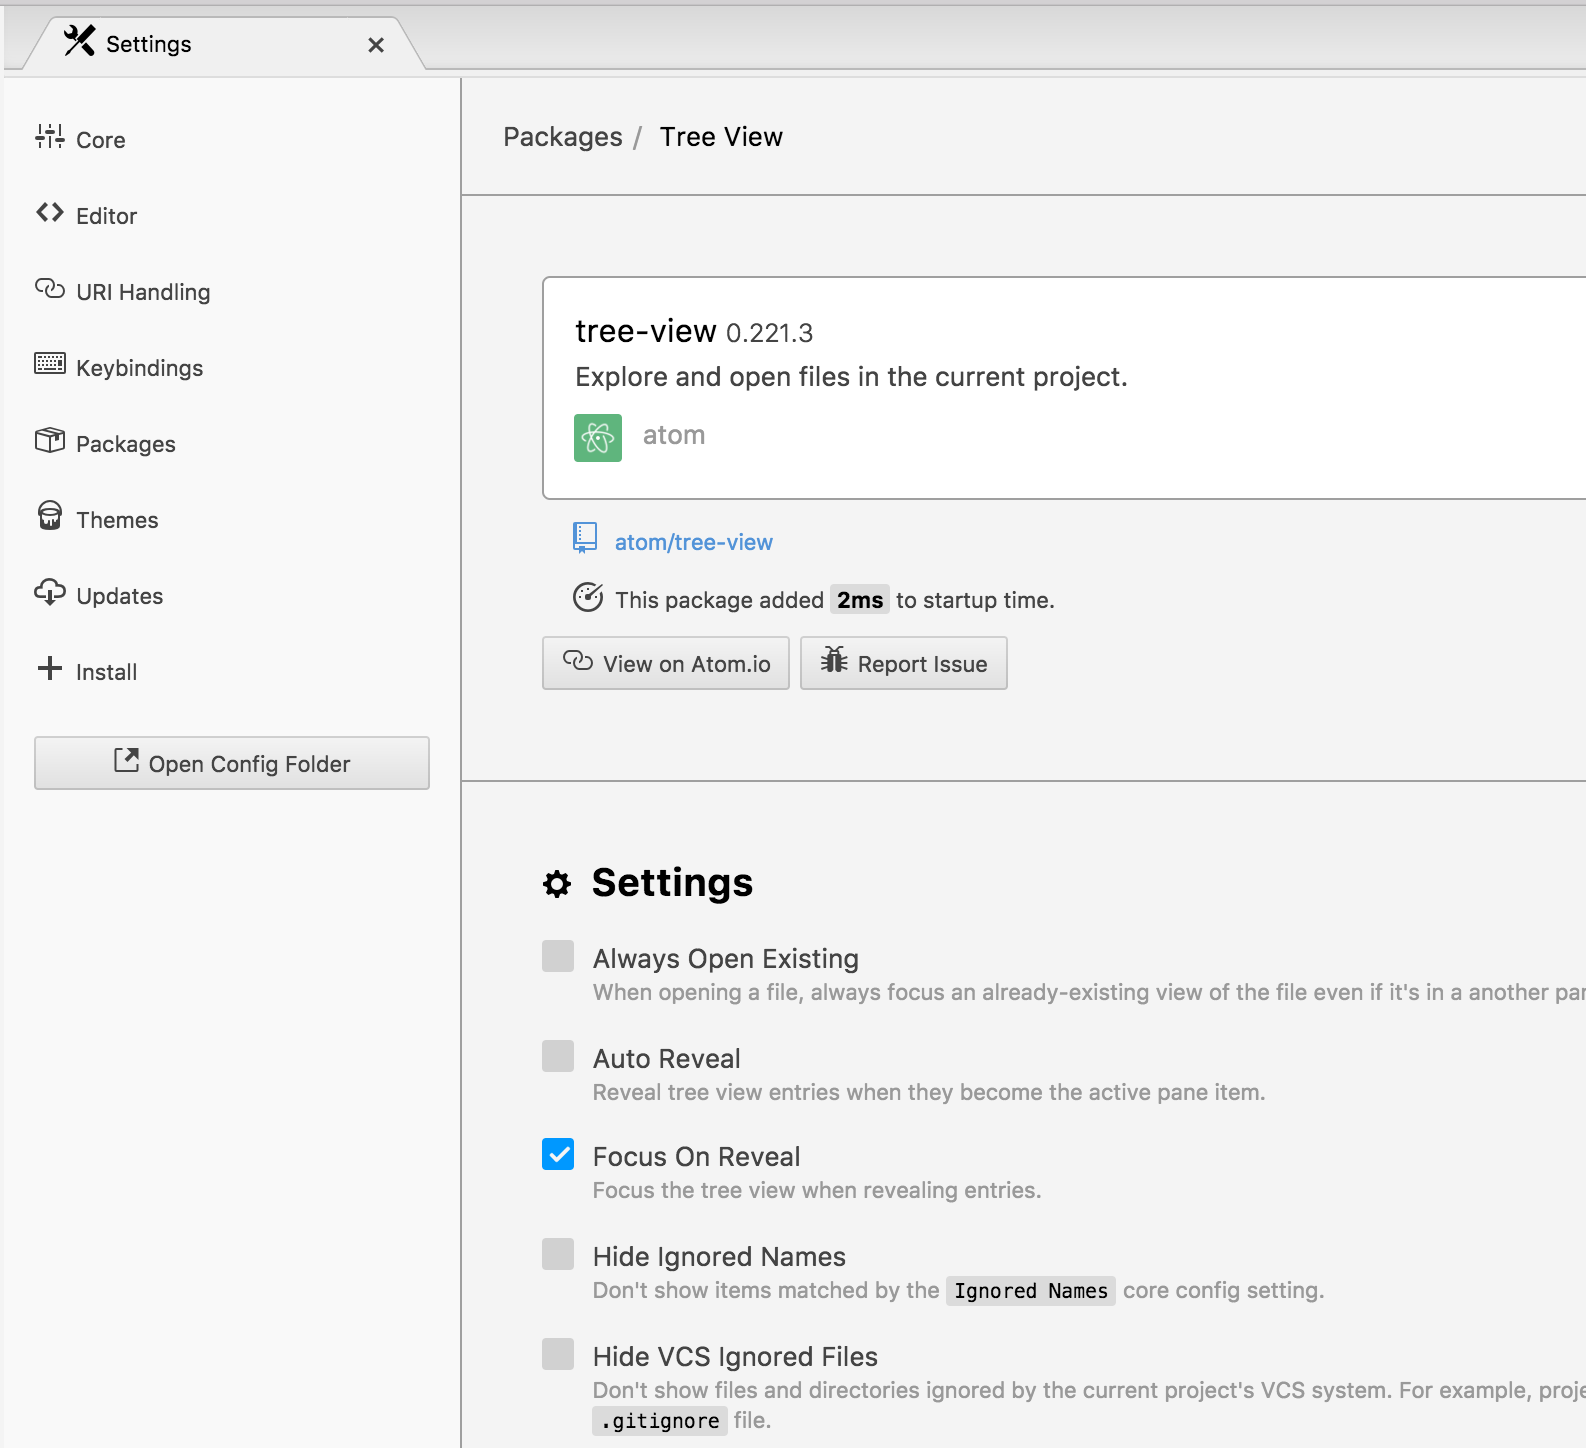 Settings
Core
Editor
URI Handling
Keybindings
Packages
Themes
Updates
Install
Open Config Folder
Packages / Tree View
tree-view 0.221.3
Explore and open files in the current project.
atom
atom/tree-view
This package added 2ms to startup time.
View on Atom.io
Report Issue
Settings
Always Open Existing
When opening a file, always focus an already-existing view of the file even if it's in a another
Auto Reveal
Reveal tree view entries when they become the active pane item.
Focus On Reveal
Focus the tree view when revealing entries.
Hide Ignored Names
Don't show items matched by the Ignored Names core config setting.
Hide VCS Ignored Files
Don't show files and directories ignored by the current project's VCS system. For example,
.gitignore file.